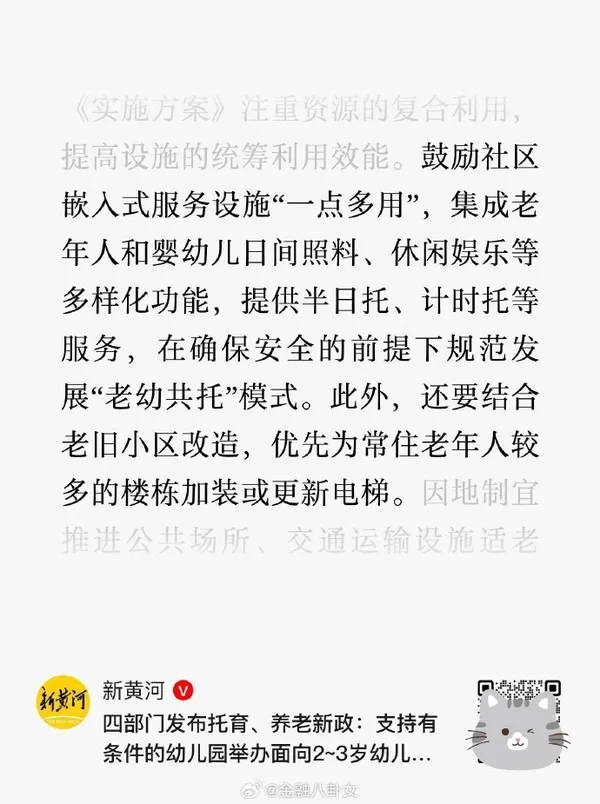 《实施方案》注重资源的复合利用，
提高设施的统筹利用效能。鼓励社区
嵌入式服务设施“一点多用”，集成老
年人和婴幼儿日间照料、休闲娱乐等
多样化功能，提供半日托、计时托等
服务，在确保安全的前提下规范发
展“老幼共托”模式。此外，还要结合
老旧小区改造，优先为常住老年人较
多的楼栋加装或更新电梯。因地制宜
推进公共场所、交通运输设施适老
新黄河
新黄河 V
四部门发布托育、养老新政：支持有
条件的幼儿园举办面向2~3岁幼儿...
@金融八卦女